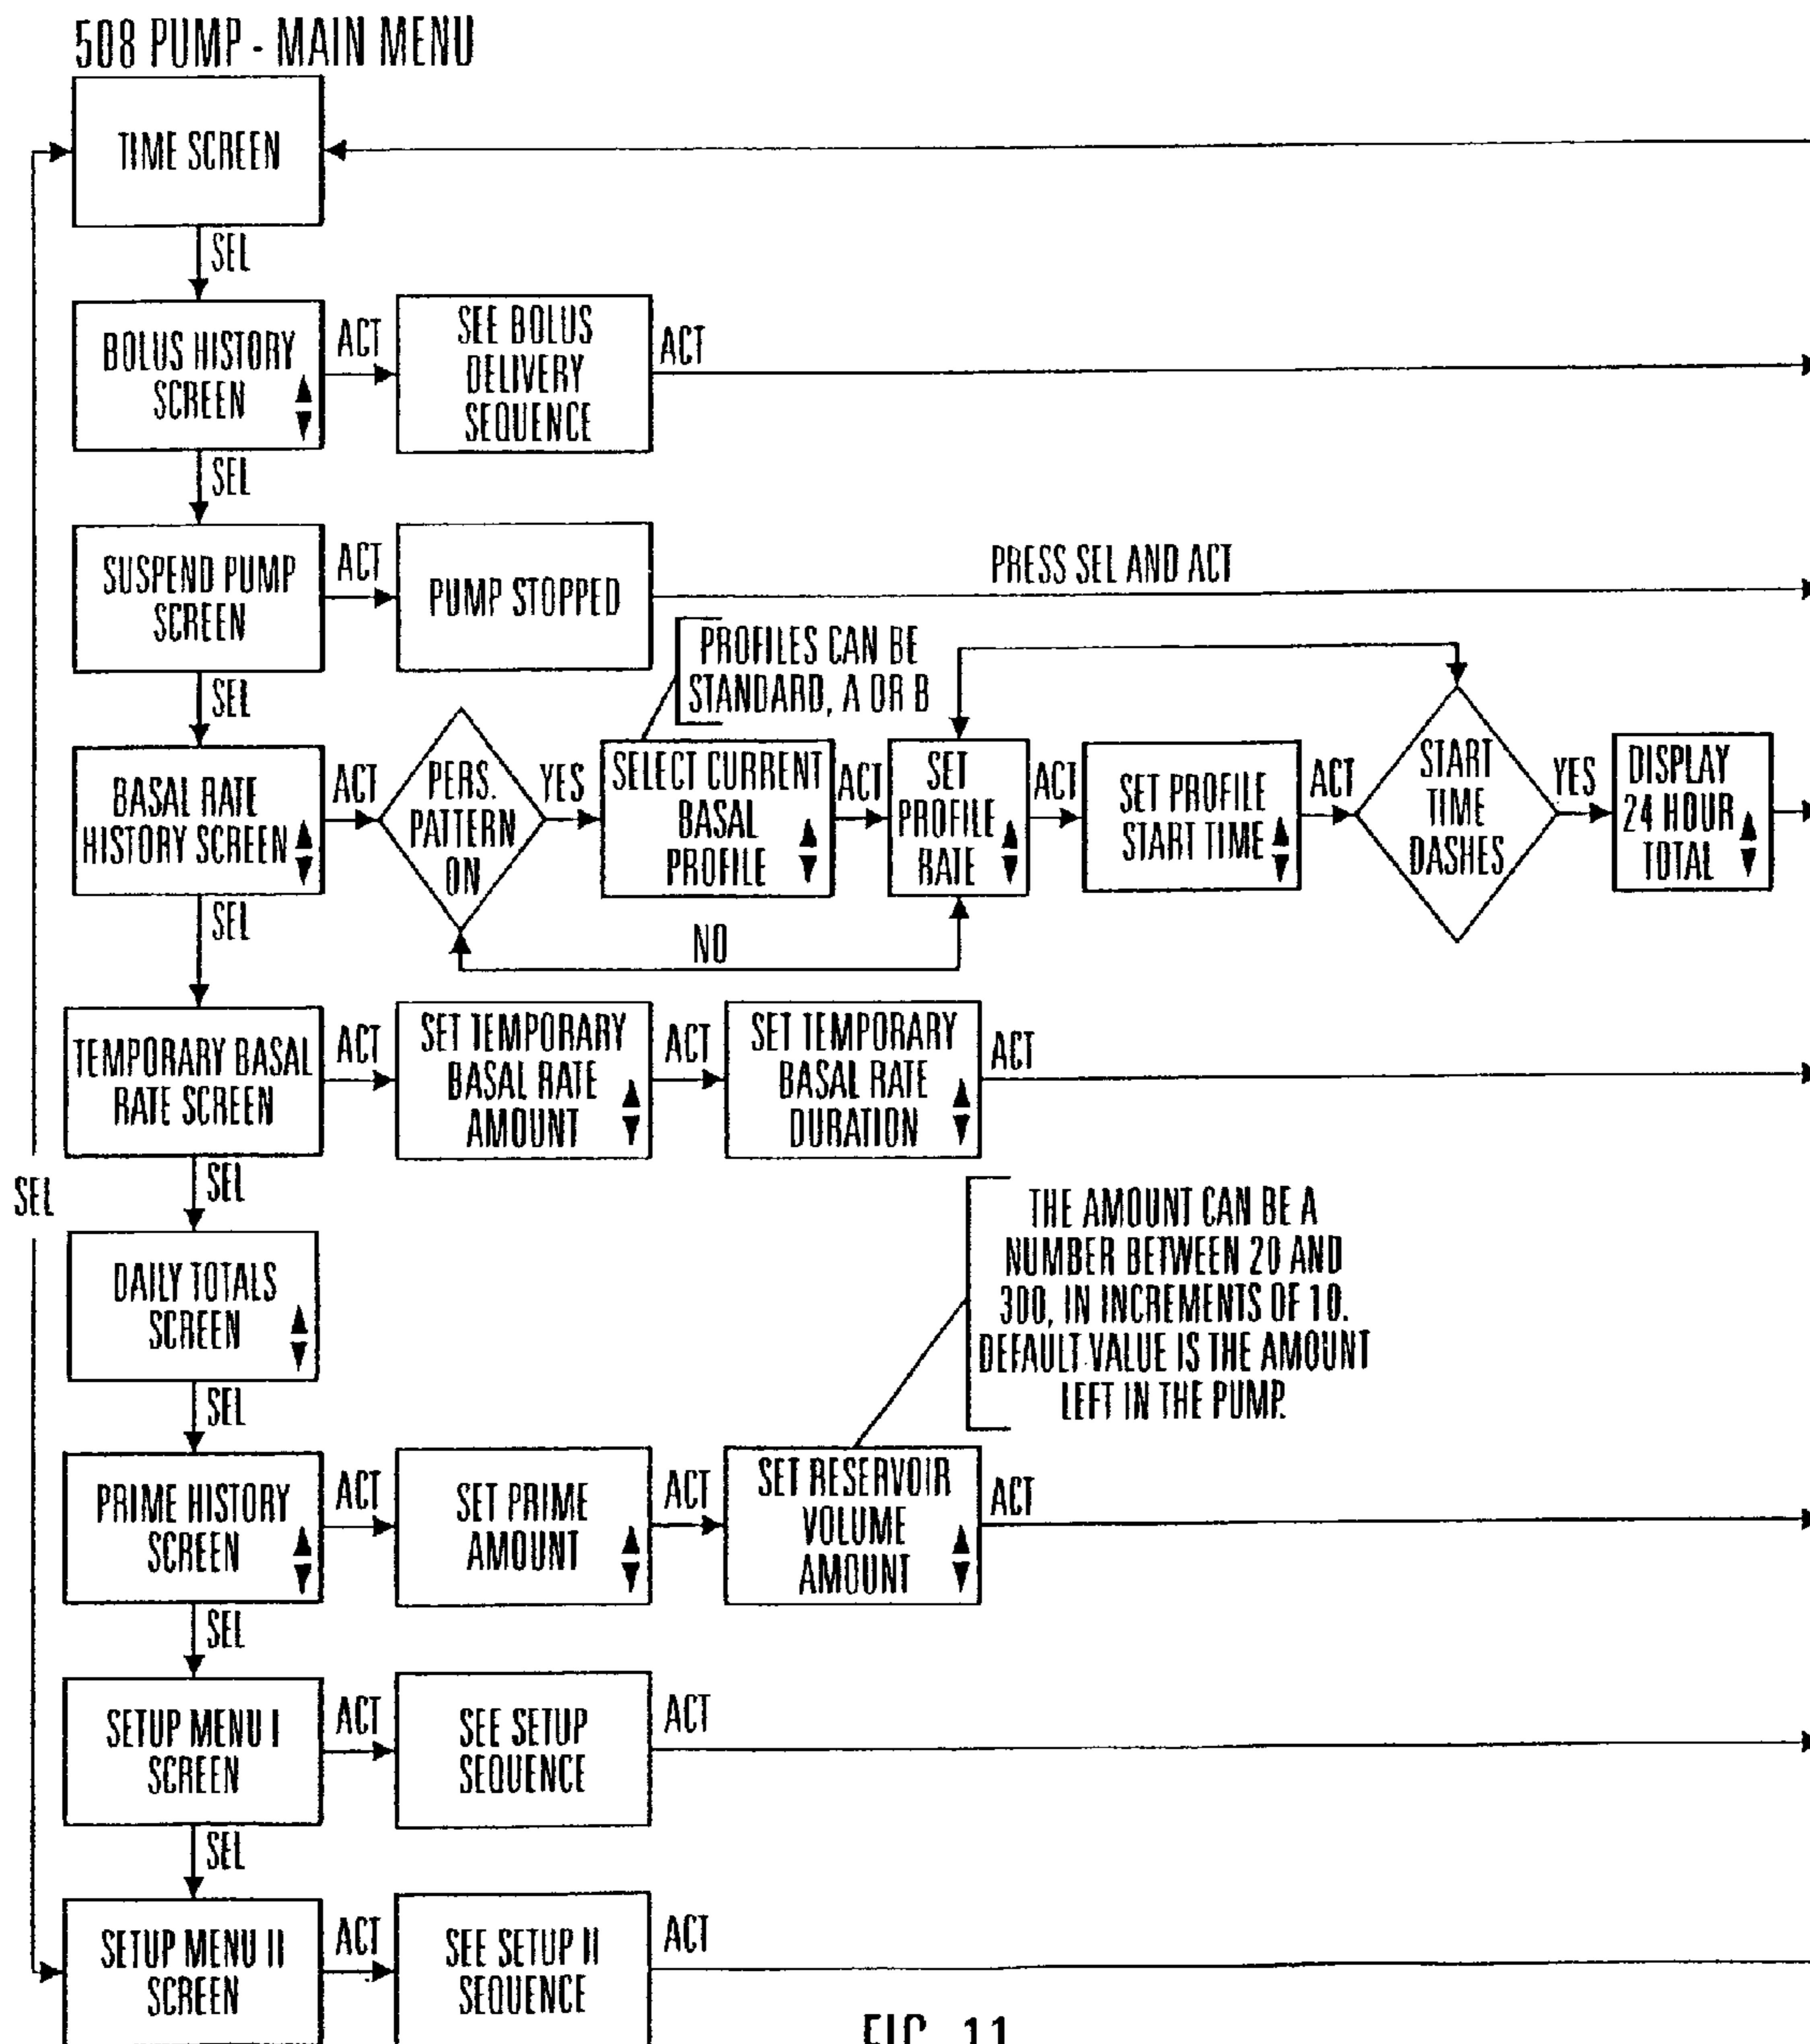 508 PUMP - MAIN MENU
TIME SCREEN
SEL
BOLUS HISTORY
SCREEN
ACT
SEE BOLUS
DELIVERY
SEQUENCE
ACT
SEL
SUSPEND PUMP
SCREEN
ACT
PUMP STOPPED
PRESS SEL AND ACT
PROFILES CAN BE
STANDARD, A OR B
SEL
BASAL RATE
HISTORY SCREEN
ACT
PERS.
PATTERN
ON
YES
SELECT CURRENT
BASAL
PROFILE
ACT
SET
PROFILE
RATE
ACT
SET PROFILE
START TIME
ACT
START
TIME
DASHES
YES
DISPLAY
24 HOUR
TOTAL
NO
SEL
TEMPORARY BASAL
RATE SCREEN
ACT
SET TEMPORARY
BASAL RATE
AMOUNT
ACT
SET TEMPORARY
BASAL RATE
DURATION
ACT
SEL
SEL
DAILY TOTALS
SCREEN
THE AMOUNT CAN BE A
NUMBER BETWEEN 20 AND
300, IN INCREMENTS OF 10.
DEFAULT VALUE IS THE AMOUNT
LEFT IN THE PUMP.
SEL
PRIME HISTORY
SCREEN
ACT
SET PRIME
AMOUNT
ACT
SET RESERVOIR
VOLUME
AMOUNT
ACT
SEL
SETUP MENU I
SCREEN
ACT
SEE SETUP
SEQUENCE
ACT
SEL
SETUP MENU II
SCREEN
ACT
SEE SETUP II
SEQUENCE
ACT
FIG. 11